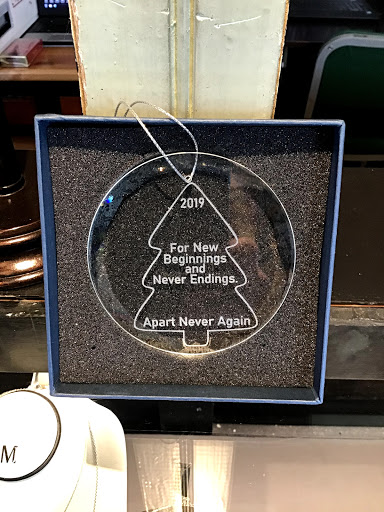 2019
For New
Beginnings
and
Never Endings.
Apart Never Again
M